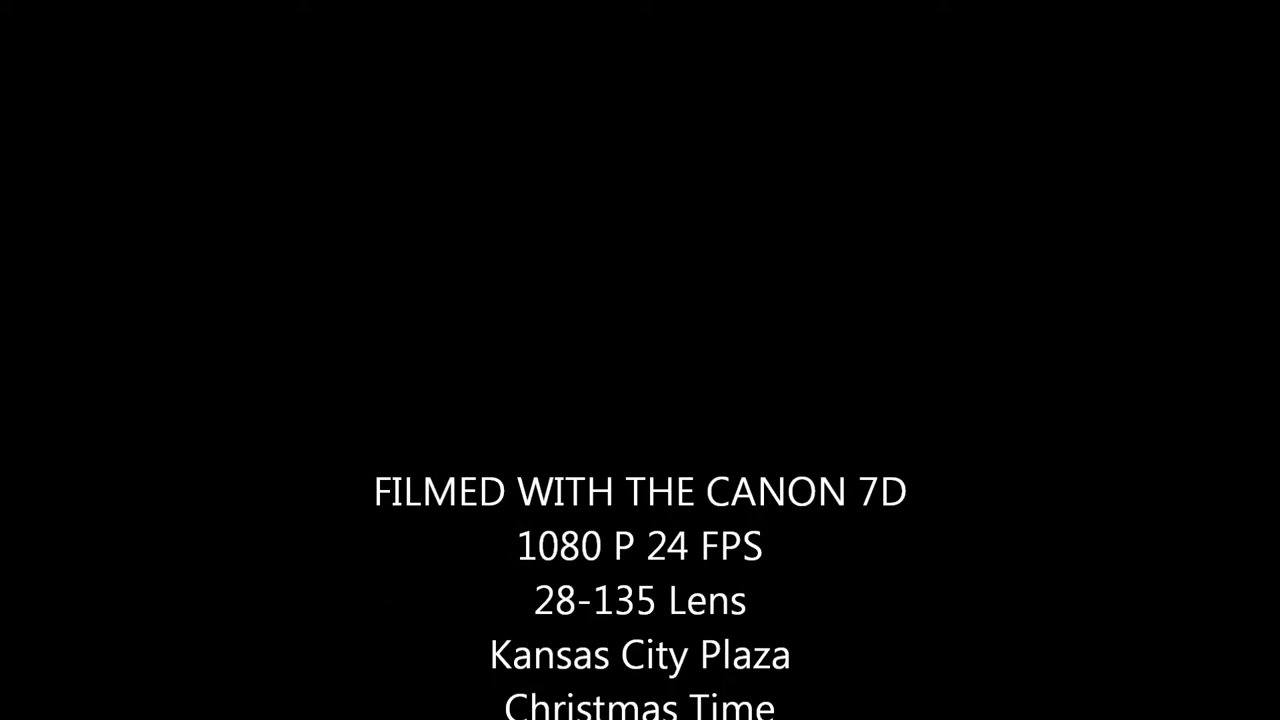 FILMED WITH THE CANON 7D
1080 P 24 FPS
28-135 Lens
Kansas City Plaza
Christmas Time